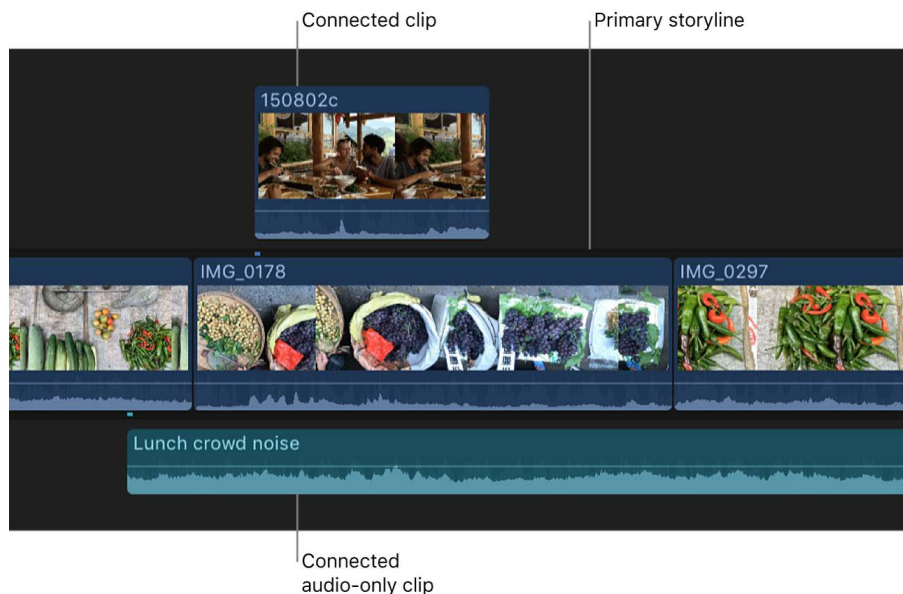 Connected clip
Primary storyline
150802c
IMG_0178
IMG_0297
Lunch crowd noise
Connected
audio-only clip